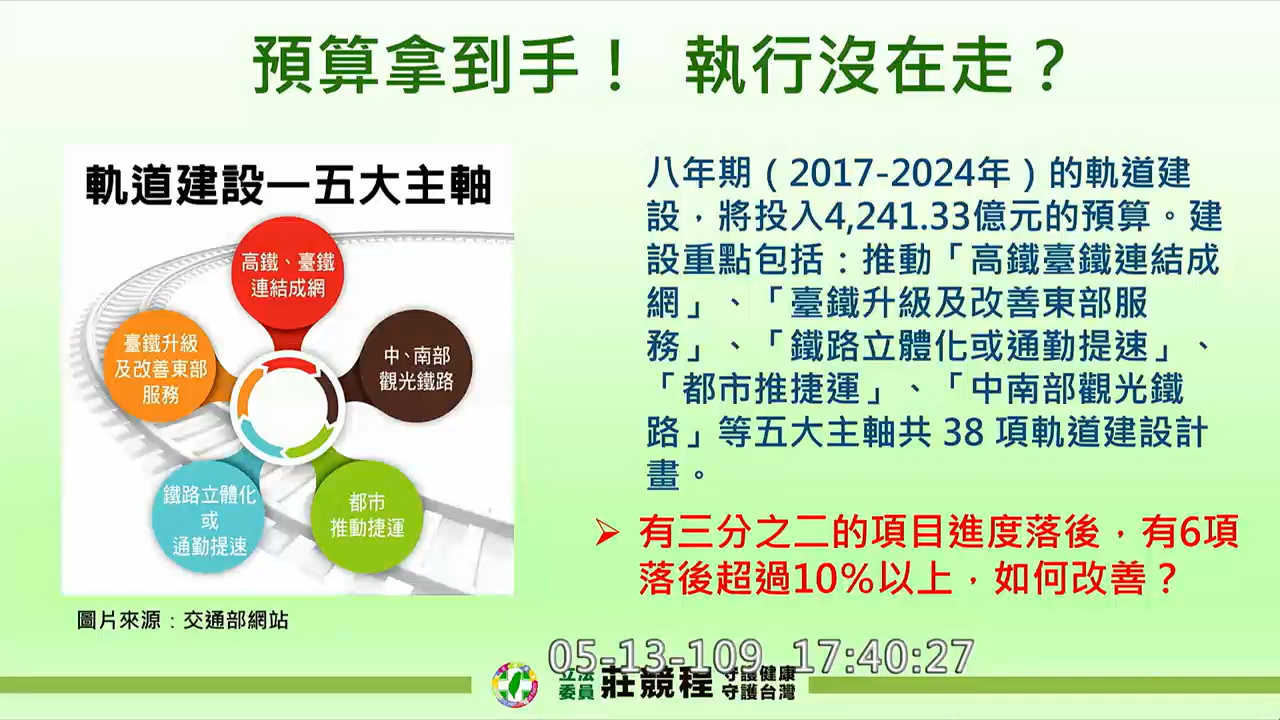 預算拿到手！ 執行沒在走？
軌道建設—五大主軸
高鐵、臺鐵
連結成網
中、南部
觀光鐵路
臺鐵升級
及改善東部
服務
鐵路立體化
或
通勤提速
都市
推動捷運
圖片來源：交通部網站
八年期（2017-2024年）的軌道建
設，將投入4,241.33億元的預算。建
設重點包括：推動「高鐵臺鐵連結成
網」、「臺鐵升級及改善東部服
務」、「鐵路立體化或通勤提速」、
「都市推捷運」、「中南部觀光鐵
路」等五大主軸共 38 項軌道建設計
畫。
➢ 有三分之二的項目進度落後，有6項
落後超過10%以上，如何改善？
05-13-109 17:40:27
立法
委員
莊競程
守護健康
守護台灣